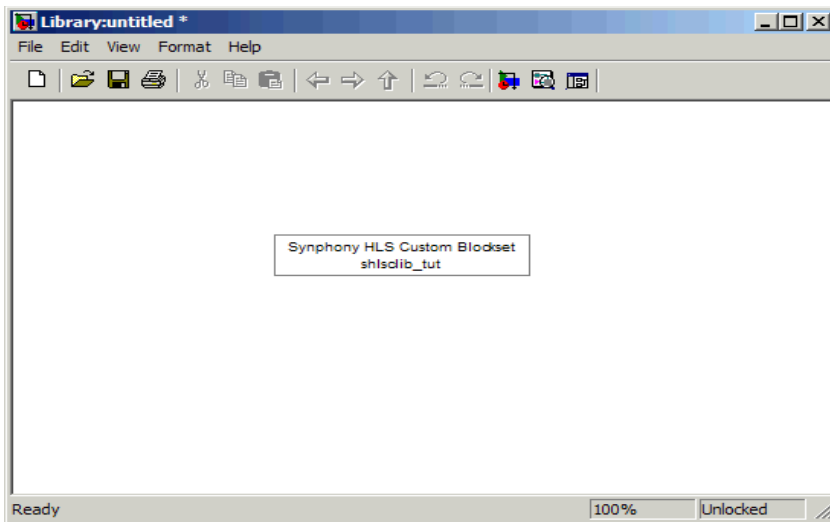 Library:untitled *
File Edit View Format Help
Synphony HLS Custom Blockset
shlsclib_tut
Ready 100% Unlocked